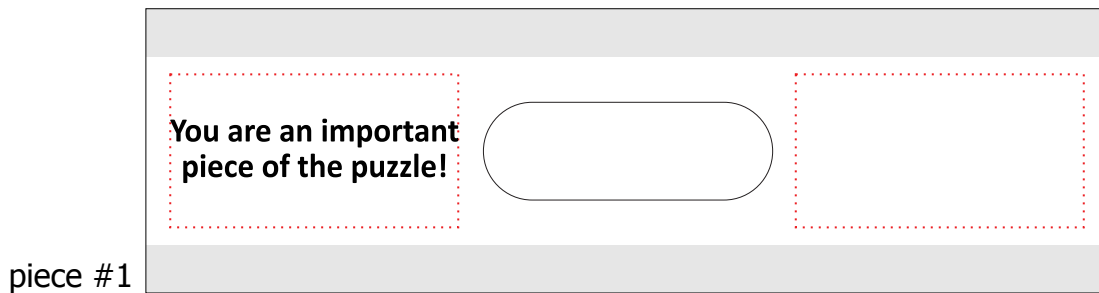 You are an important
piece of the puzzle!
piece #1